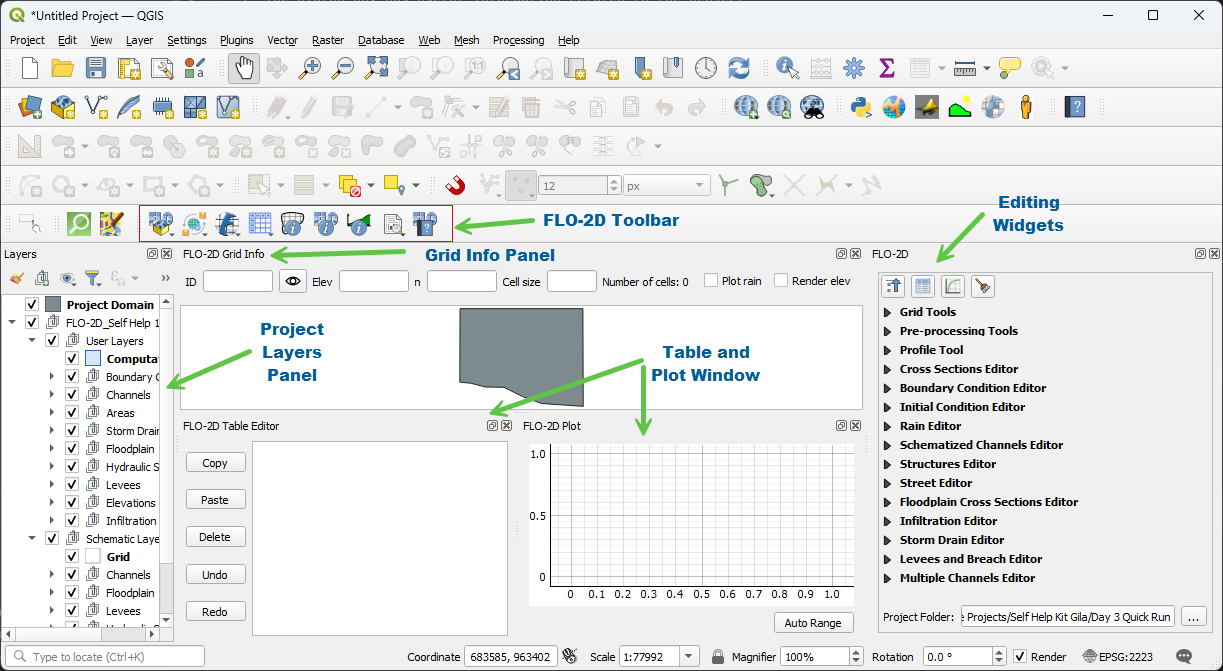 *Untitled Project — QGIS
Project Edit View Layer Settings Plugins Vector Raster Database Web Mesh Processing Help
12 px
FLO-2D Toolbar
Editing
Widgets
Layers
FLO-2D Grid Info
Grid Info Panel
FLO-2D
ID Elev n Cell size Number of cells: 0 Plot rain Render elev
Project Domain
FLO-2D_Self Help 1
User Layers
Computa
Boundary C
Channels
Areas
Storm Drain
Floodplain
Hydraulic S
Levees
Elevations
Infiltration
Schematic Laye
Grid
Channels
Floodplain
Levees
Project
Layers
Panel
Table and
Plot Window
FLO-2D Table Editor
Copy
Paste
Delete
Undo
Redo
FLO-2D Plot
1.0
0.5
0
0 0.1 0.2 0.3 0.4 0.5 0.6 0.7 0.8 0.9 1.0
Auto Range
Grid Tools
Pre-processing Tools
Profile Tool
Cross Sections Editor
Boundary Condition Editor
Initial Condition Editor
Rain Editor
Schematized Channels Editor
Structures Editor
Street Editor
Floodplain Cross Sections Editor
Infiltration Editor
Storm Drain Editor
Levees and Breach Editor
Multiple Channels Editor
Project Folder: Projects/Self Help Kit Gila/Day 3 Quick Run ...
Type to locate (Ctrl+K) Coordinate 683585, 963402 Scale 1:77992 Magnifier 100% Rotation 0.0 ° Render EPSG:2223